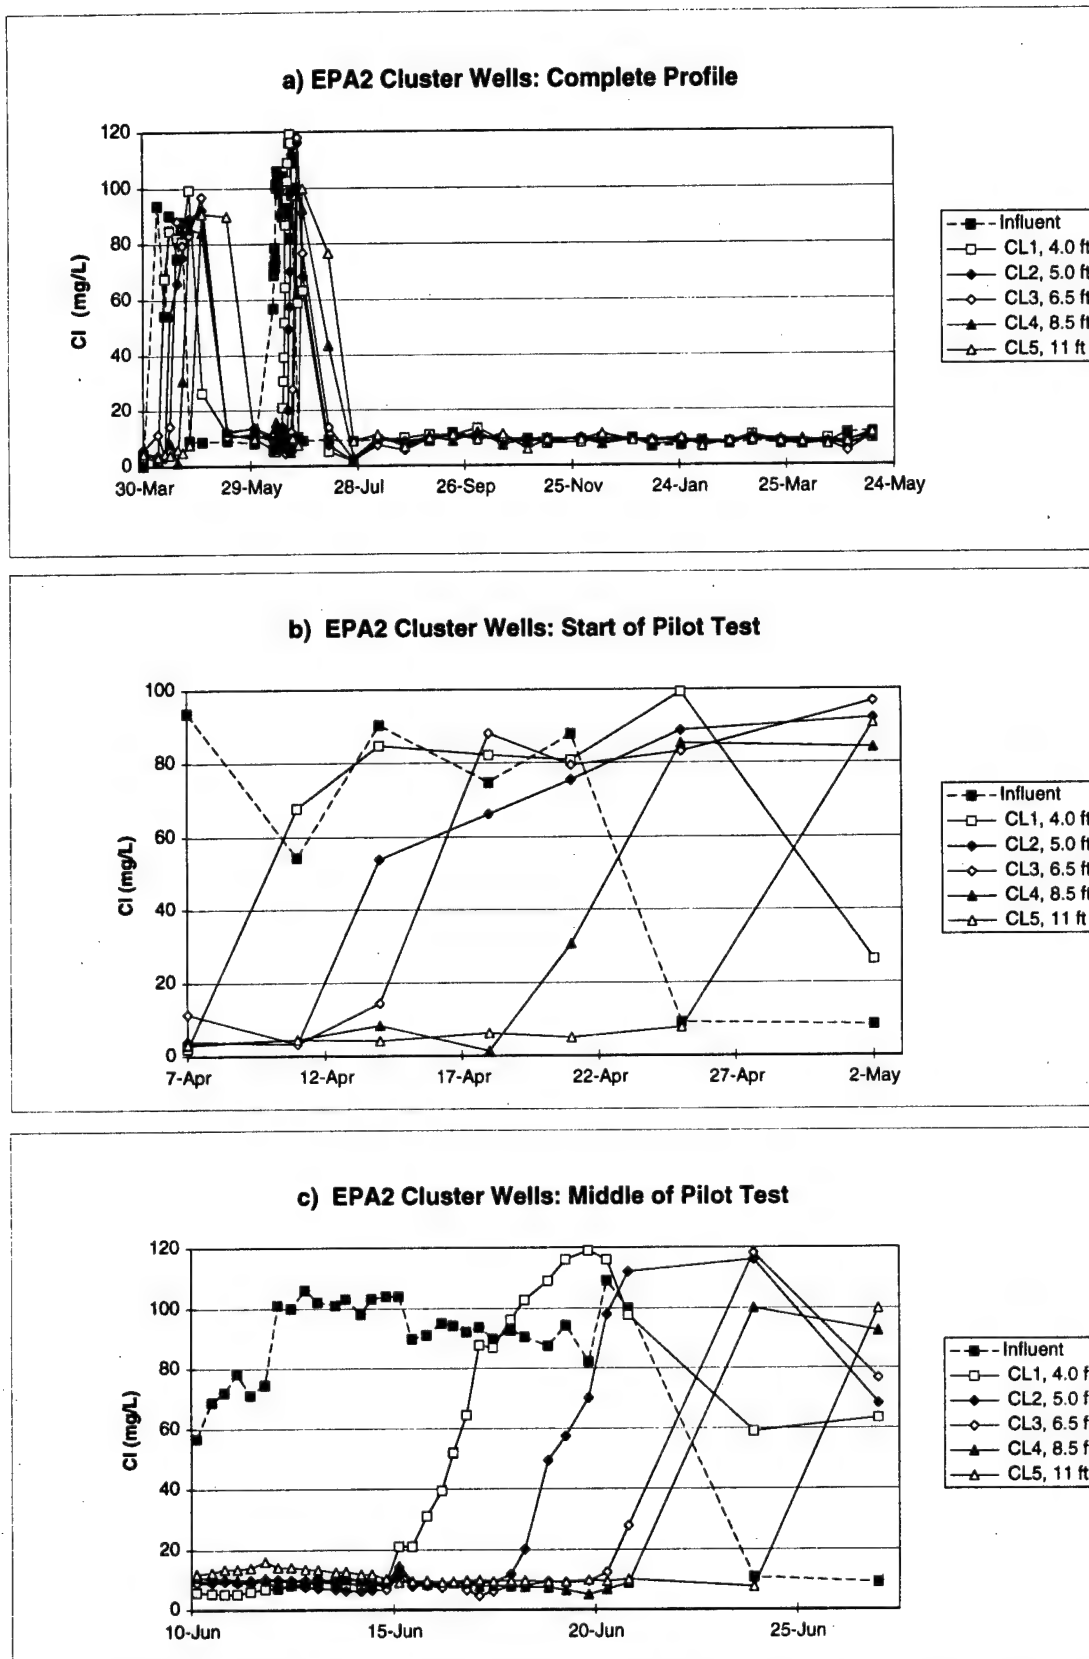 a) EPA2 Cluster Wells: Complete Profile
120
100
80
60
40
20
0
Cl (mg/L)
30-Mar 29-May 28-Jul 26-Sep 25-Nov 24-Jan 25-Mar 24-May
Influent
CL1, 4.0 ft
CL2, 5.0 ft
CL3, 6.5 ft
CL4, 8.5 ft
CL5, 11 ft
b) EPA2 Cluster Wells: Start of Pilot Test
100
80
60
40
20
0
Cl (mg/L)
7-Apr 12-Apr 17-Apr 22-Apr 27-Apr 2-May
Influent
CL1, 4.0 ft
CL2, 5.0 ft
CL3, 6.5 ft
CL4, 8.5 ft
CL5, 11 ft
c) EPA2 Cluster Wells: Middle of Pilot Test
120
100
80
60
40
20
0
Cl (mg/L)
10-Jun 15-Jun 20-Jun 25-Jun
Influent
CL1, 4.0 f
CL2, 5.0 f
CL3, 6.5 f
CL4, 8.5 f
CL5, 11 ft